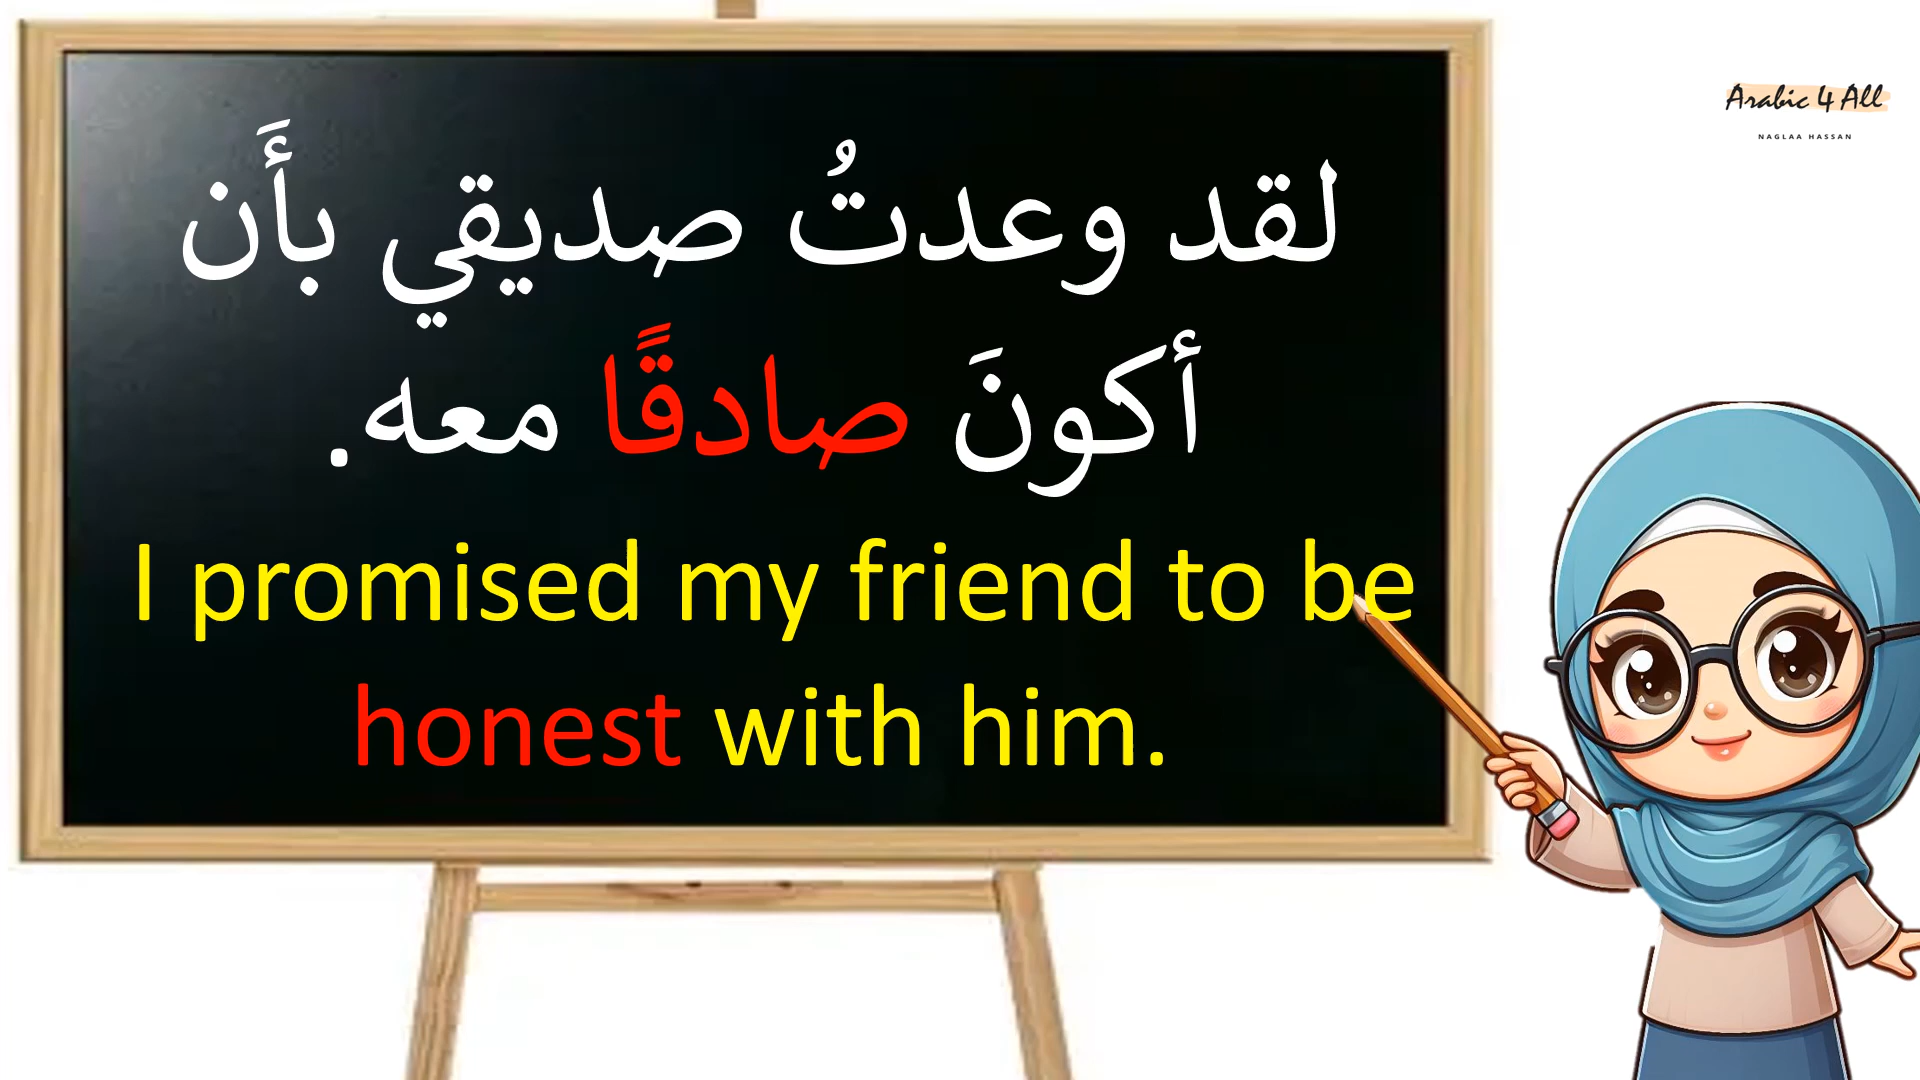 لقد وعدتُ صديقي بأَن
أكونَ صادقًا معه.
I promised my friend to be
honest with him.
Arabic 4 All
NAGLAA HASSAN